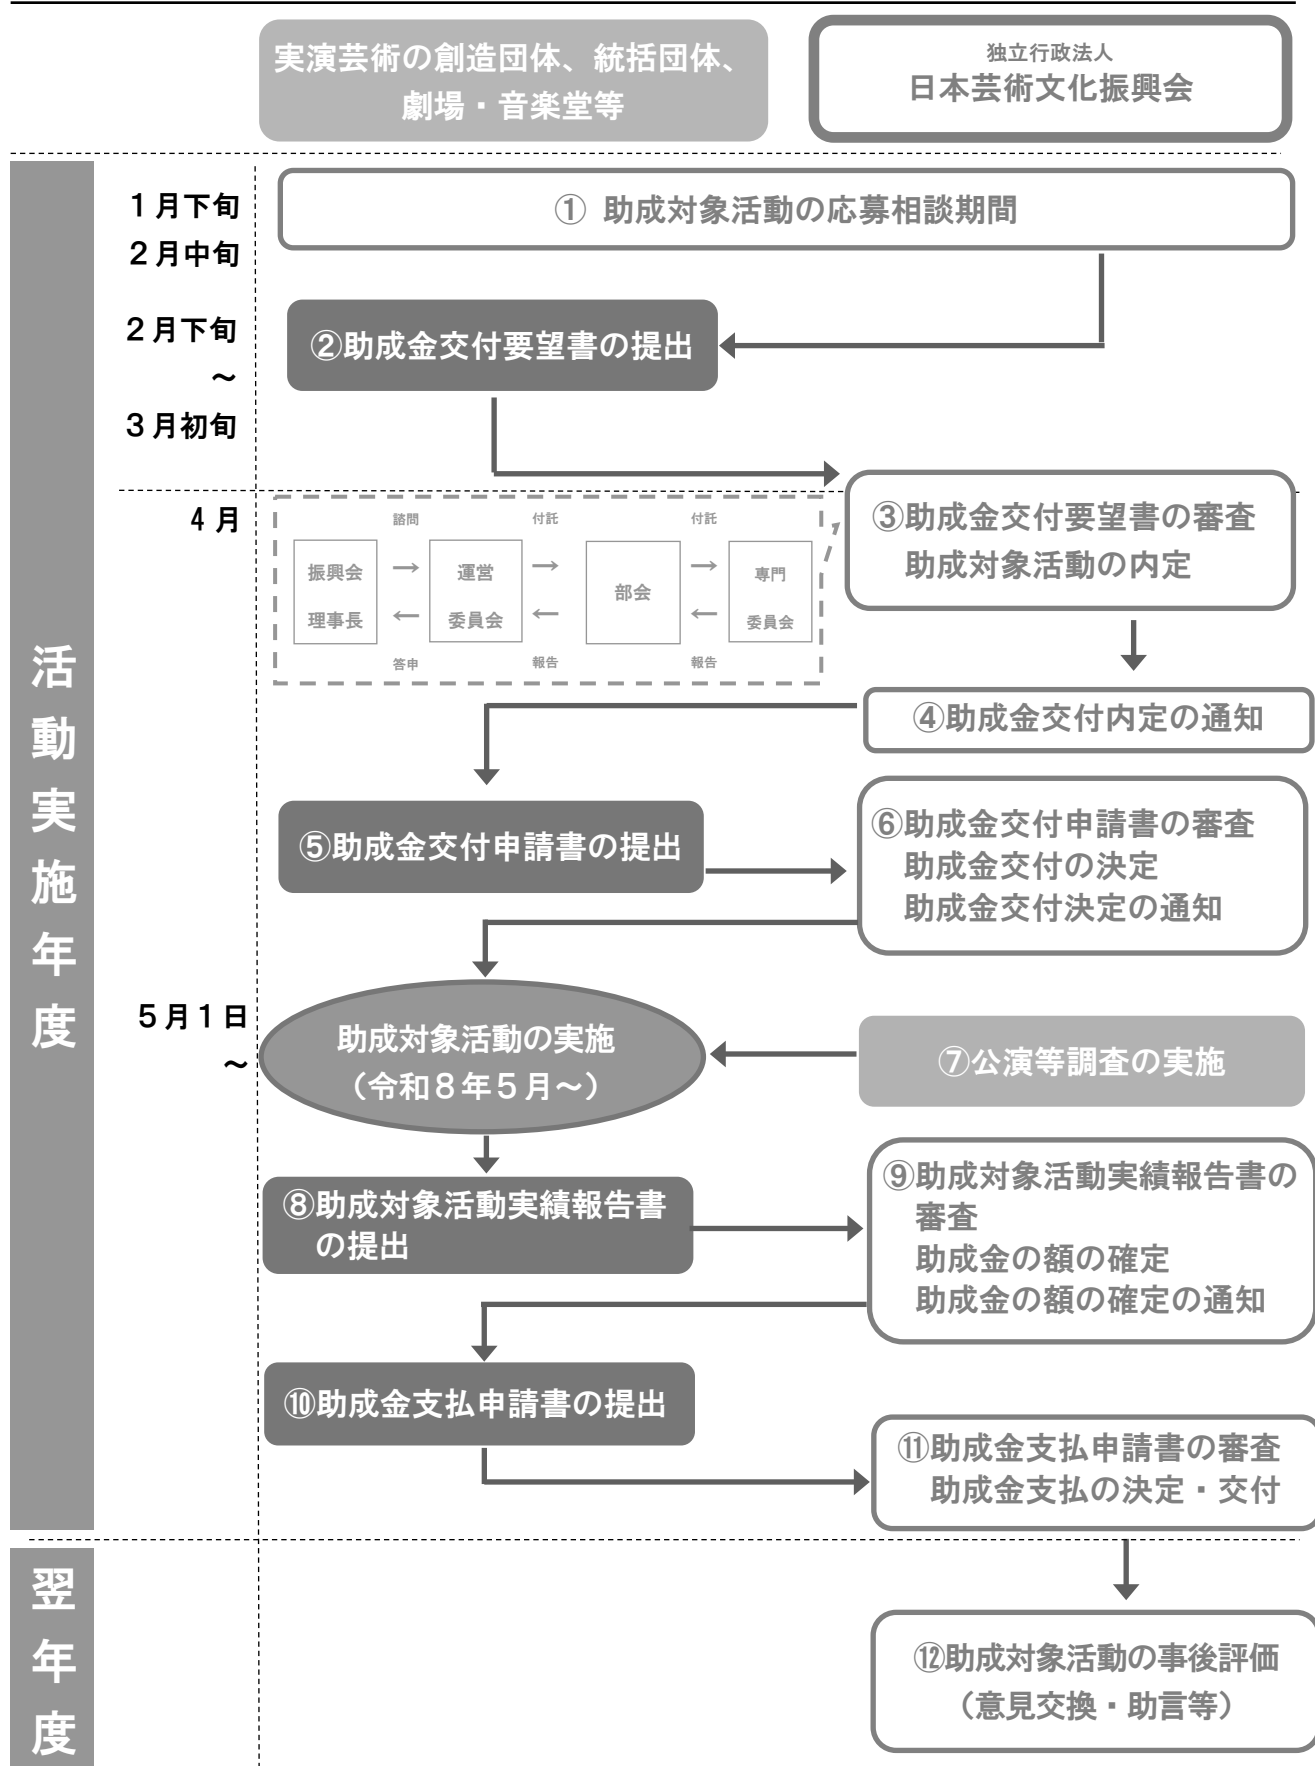 実演芸術の創造団体、統括団体、
劇場・音楽堂等
独立行政法人
日本芸術文化振興会
活動実施年度
1月下旬
2月中旬
① 助成対象活動の応募相談期間
2月下旬
～
3月初旬
②助成金交付要望書の提出
4月
諮問
付託
付託
振興会
理事長
→
←
運営
委員会
→
←
部会
→
←
専門
委員会
答申
報告
報告
③助成金交付要望書の審査
助成対象活動の内定
④助成金交付内定の通知
⑤助成金交付申請書の提出
⑥助成金交付申請書の審査
助成金交付の決定
助成金交付決定の通知
5月1日
～
助成対象活動の実施
（令和8年5月～）
⑦公演等調査の実施
⑧助成対象活動実績報告書
の提出
⑨助成対象活動実績報告書の
審査
助成金の額の確定
助成金の額の確定の通知
⑩助成金支払申請書の提出
⑪助成金支払申請書の審査
助成金支払の決定・交付
翌年度
⑫助成対象活動の事後評価
（意見交換・助言等）